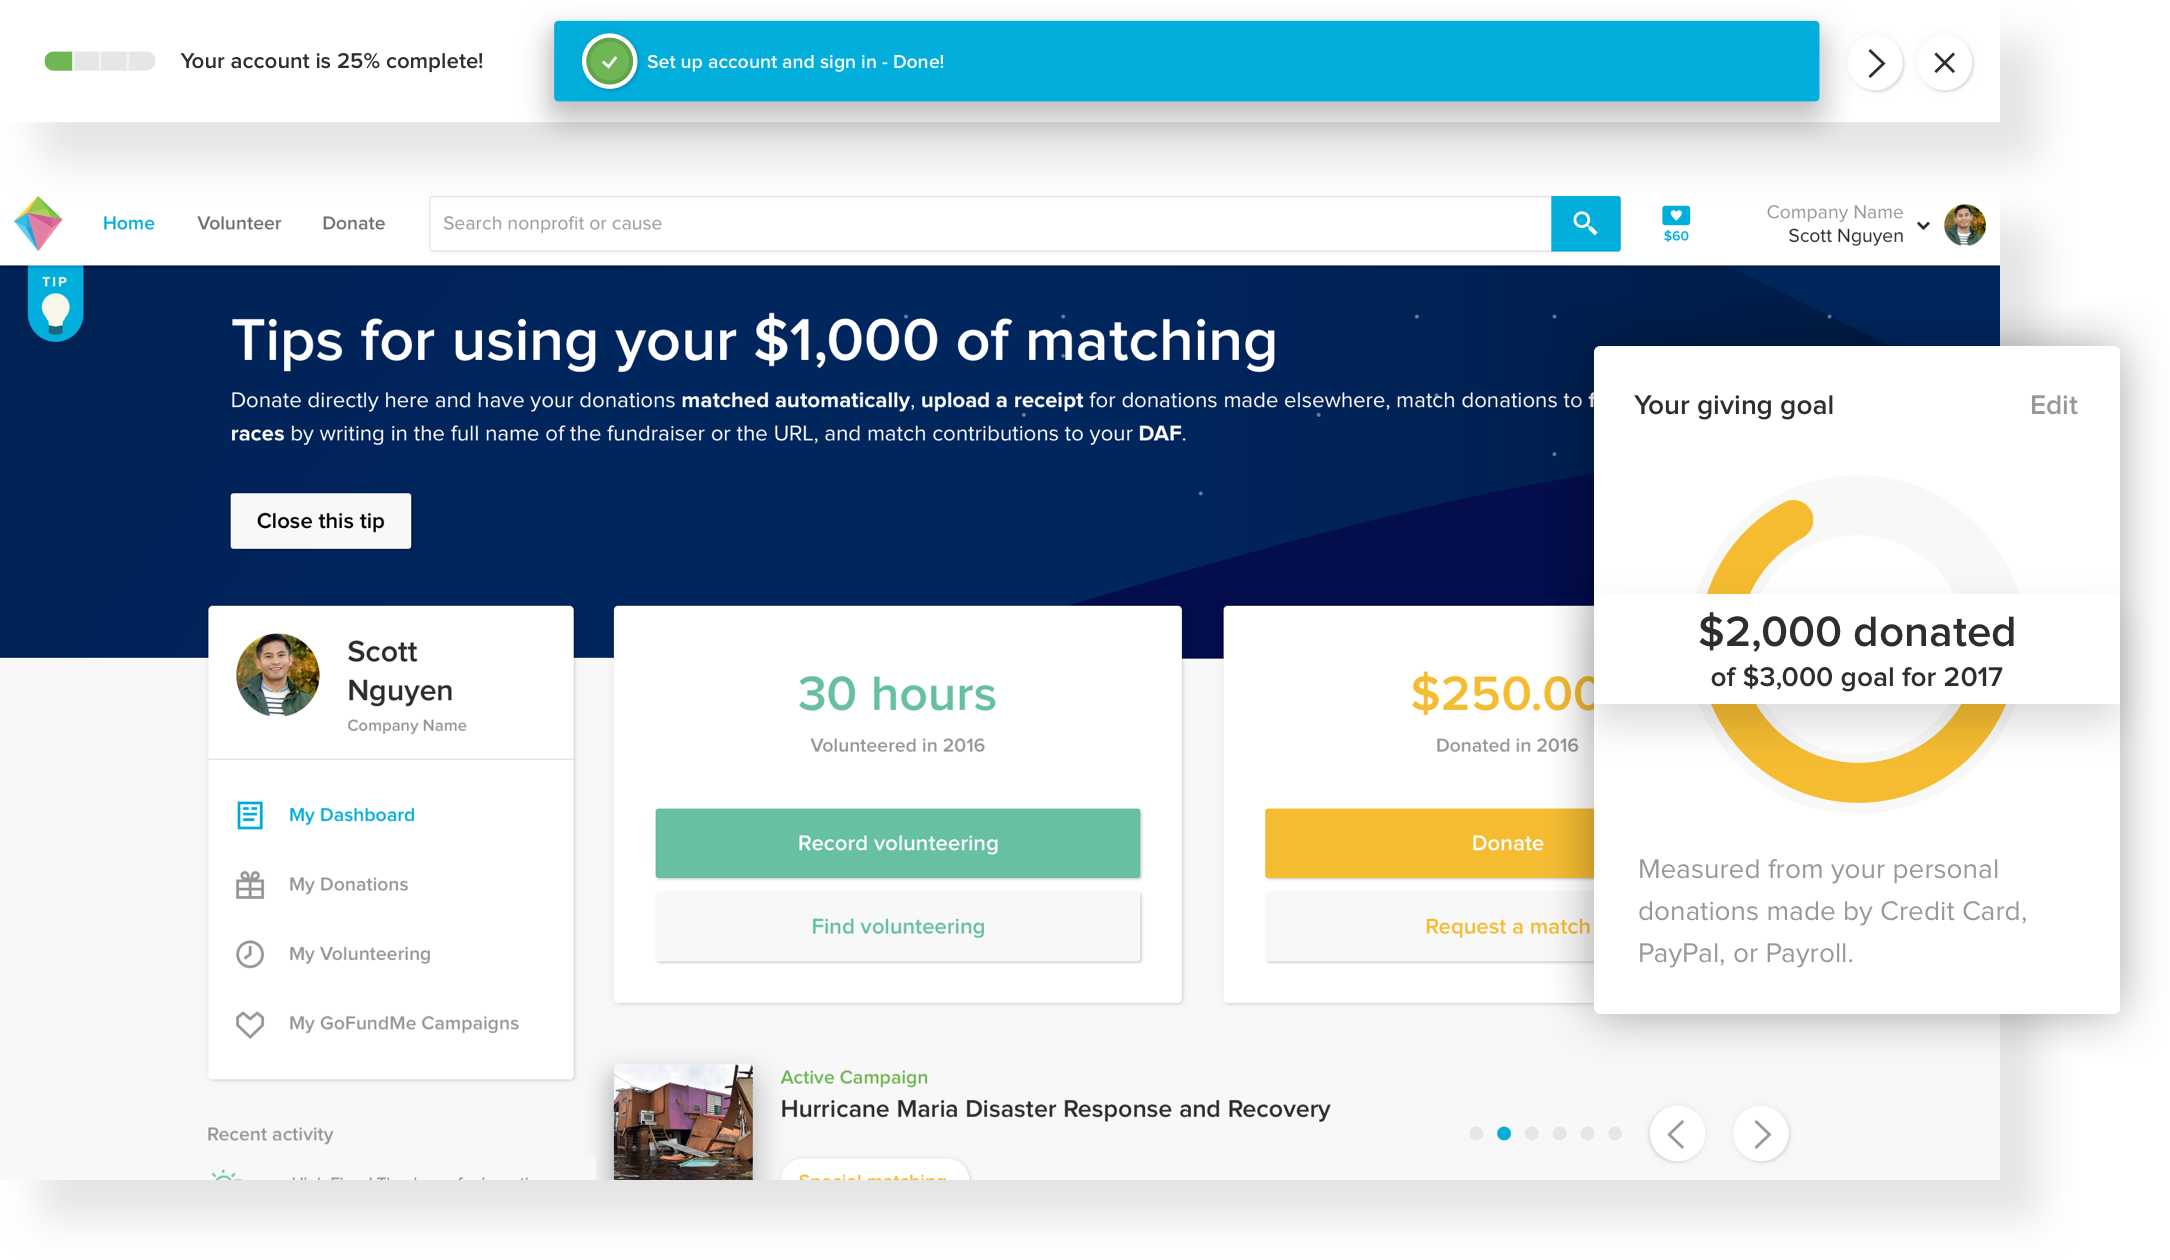 Your account is 25% complete!
Set up account and sign in - Done!
Home
Volunteer
Donate
Search nonprofit or cause
$60
Company Name
Scott Nguyen
TIP
Tips for using your $1,000 of matching
Donate directly here and have your donations matched automatically, upload a receipt for donations made elsewhere, match donations to
races by writing in the full name of the fundraiser or the URL, and match contributions to your DAF.
Close this tip
Your giving goal
Edit
$2,000 donated
of $3,000 goal for 2017
Measured from your personal
donations made by Credit Card,
PayPal, or Payroll.
Scott
Nguyen
Company Name
My Dashboard
My Donations
My Volunteering
My GoFundMe Campaigns
30 hours
Volunteered in 2016
Record volunteering
Find volunteering
$250.00
Donated in 2016
Donate
Request a match
Active Campaign
Hurricane Maria Disaster Response and Recovery
Special matching
Recent activity